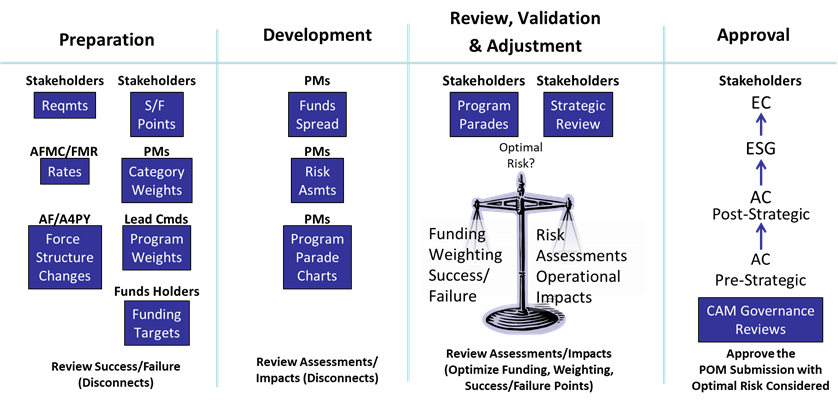 Preparation
Stakeholders
Reqmts
AFMC/FMR
Rates
AF/A4PY
Force
Structure
Changes
Stakeholders
S/F
Points
PMs
Category
Weights
Lead Cmds
Program
Weights
Funds Holders
Funding
Targets
Review Success/Failure
(Disconnects)
Development
PMs
Funds
Spread
PMs
Risk
Asmts
PMs
Program
Parade
Charts
Review Assessments/
Impacts (Disconnects)
Review, Validation
& Adjustment
Stakeholders
Program
Parades
Stakeholders
Strategic
Review
Optimal
Risk?
Funding
Weighting
Success/
Failure
Risk
Assessments
Operational
Impacts
Review Assessments/Impacts
(Optimize Funding, Weighting,
Success/Failure Points)
Approval
Stakeholders
EC
ESG
AC
Post-Strategic
AC
Pre-Strategic
CAM Governance
Reviews
Approve the
POM Submission with
Optimal Risk Considered